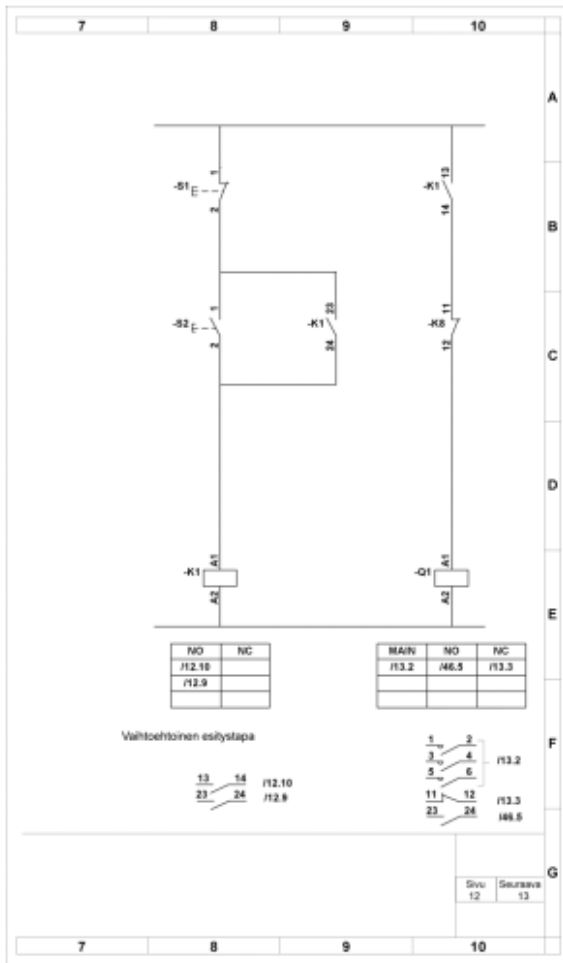 7 8 9 10
A
1
13
-S1
-K1
2
14
B
1
23
11
-S2
-K1
-K8
2
24
12
C
D
A1
A1
-K1
-Q1
A2
A2
E
NO NC
/12.10
/12.9
MAIN NO NC
/13.2 /46.5 /13.3
Vaihtoehtoinen esitystapa
F
1 2
3 4
5 6
/13.2
13 14 /12.10
23 24 /12.9
11 12 /13.3
23 24 /46.5
G
Sivu Seuraava
12 13
7 8 9 10